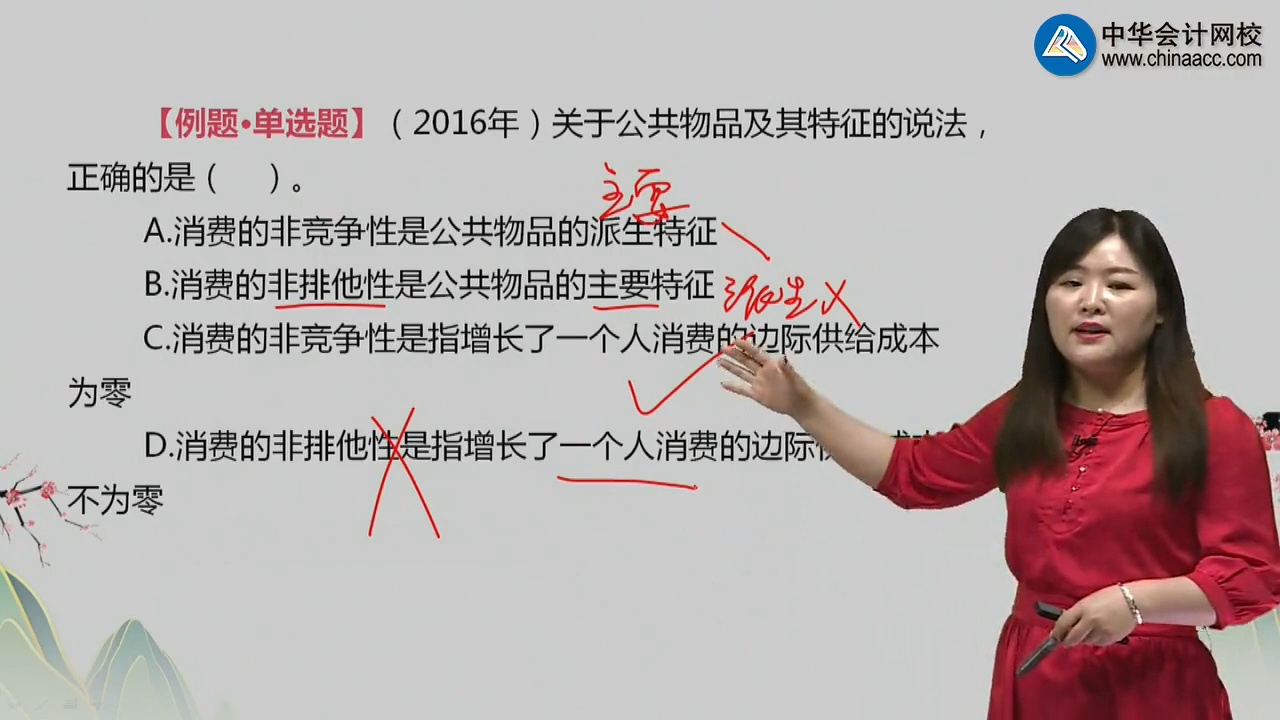 中华会计网校
www.chinaacc.com
【例题•单选题】（2016年）关于公共物品及其特征的说法，
正确的是（ ）。
主要
A.消费的非竞争性是公共物品的派生特征
B.消费的非排他性是公共物品的主要特征
派生
C.消费的非竞争性是指增长了一个人消费的边际供给成本
为零
D.消费的非排他性是指增长了一个人消费的边际
不为零